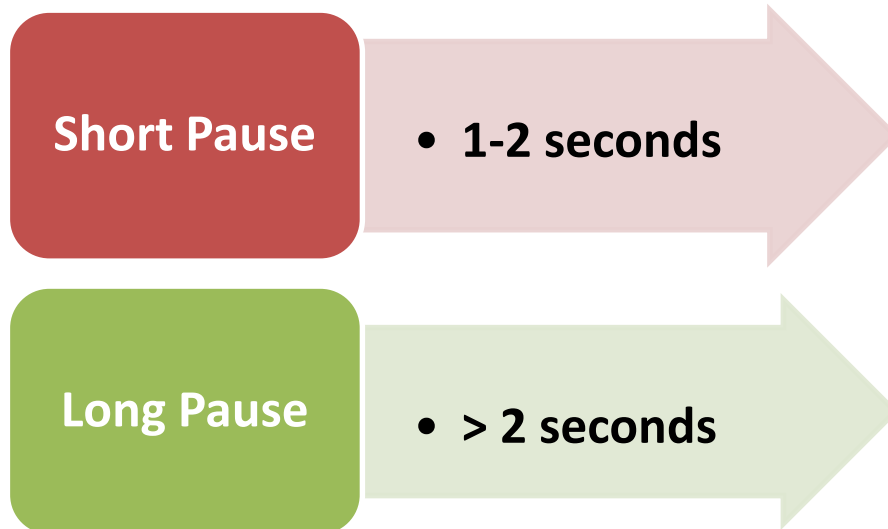 Short Pause
• 1-2 seconds
Long Pause
• > 2 seconds